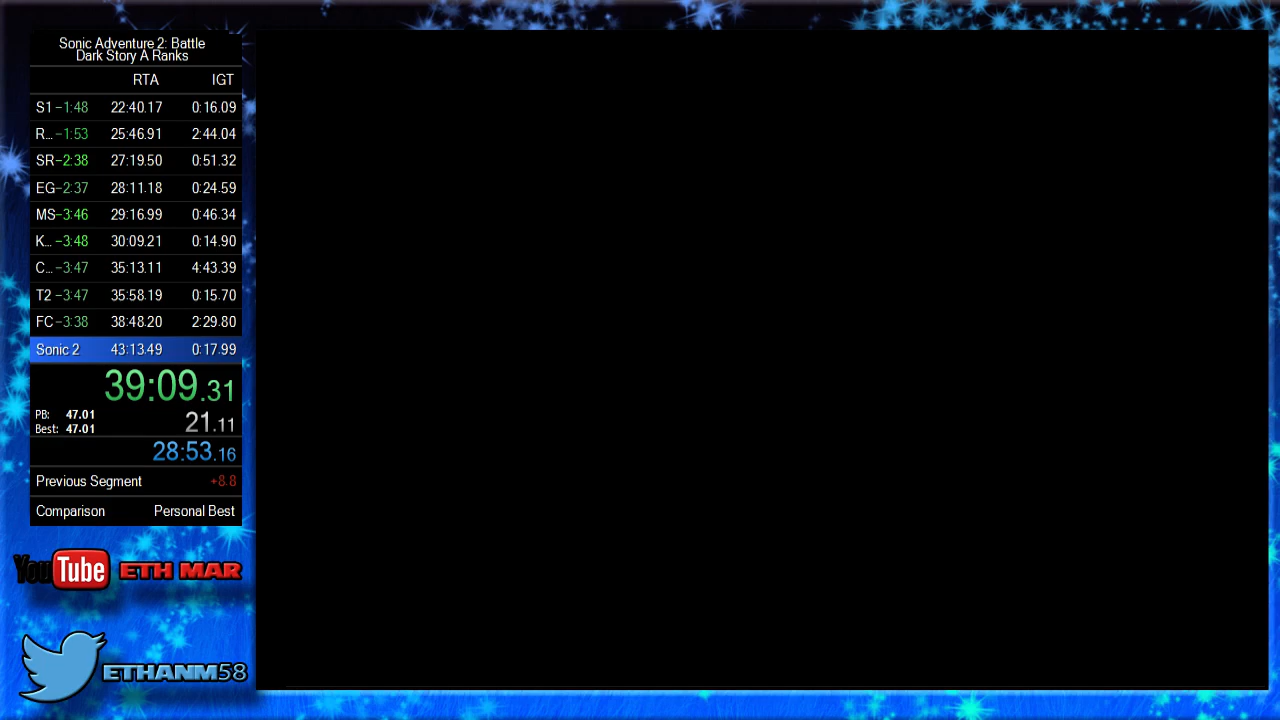 Sonic Adventure 2: Battle
Dark Story A Ranks
RTA IGT
S1 -1:48 22:40.17 0:16.09
R... -1:53 25:46.91 2:44.04
SR -2:38 27:19.50 0:51.32
EG -2:37 28:11.18 0:24.59
MS -3:46 29:16.99 0:46.34
K... -3:48 30:09.21 0:14.90
C... -3:47 35:13.11 4:43.39
T2 -3:47 35:58.19 0:15.70
FC -3:38 38:48.20 2:29.80
Sonic 2 43:13.49 0:17.99
39:09.31
PB: 47.01 21.11
Best: 47.01
28:53.16
Previous Segment +8.8
Comparison Personal Best
YouTube ETH MAR
ETHANM58